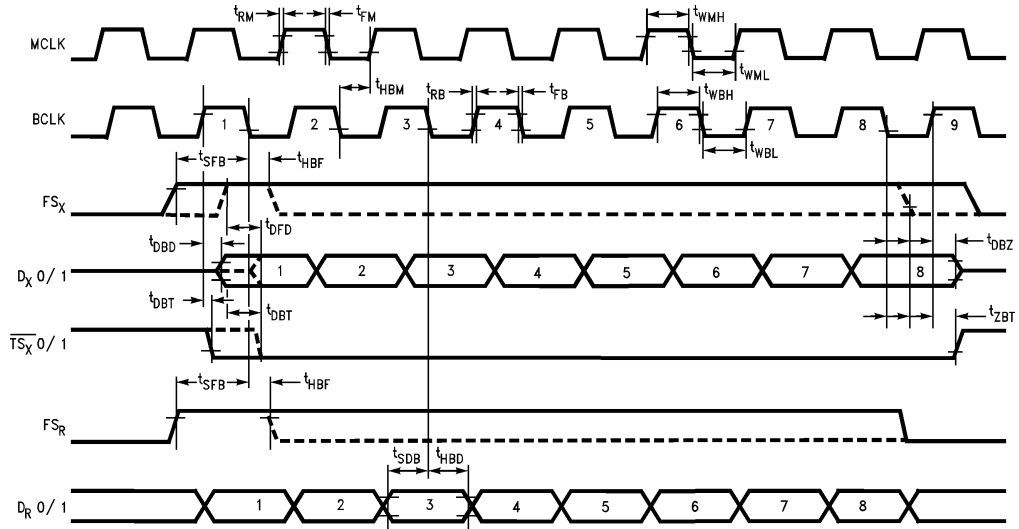 tRM tFM tWMH
MCLK
tHBM tRB tFB tWBH tWML
BCLK 1 2 3 4 5 6 7 8 9
tSFB tHBF tWBL
FSX
tDFD
tDBD tDBZ
DX 0/1 1 2 3 4 5 6 7 8
tDBT tDBT tZBT
TSX 0/1
tSFB tHBF
FSR
tSDB tHBD
DR 0/1 1 2 3 4 5 6 7 8